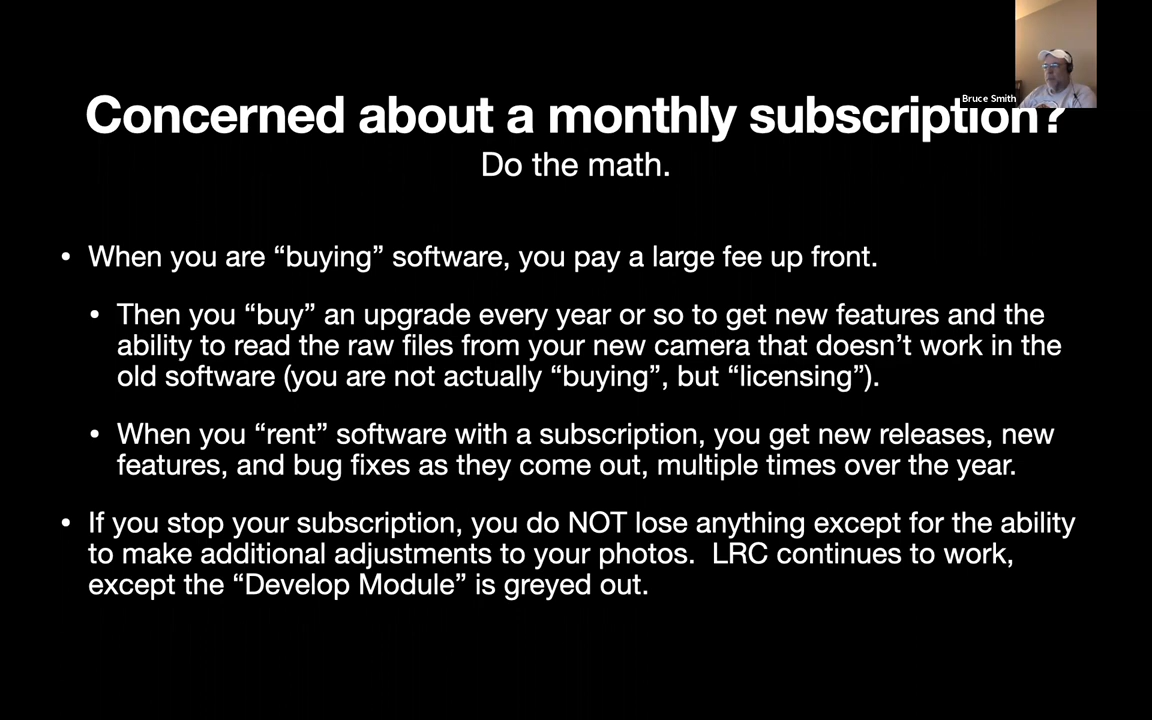 Bruce Smith
Concerned about a monthly subscription?
Do the math.
• When you are “buying” software, you pay a large fee up front.
• Then you “buy” an upgrade every year or so to get new features and the
ability to read the raw files from your new camera that doesn’t work in the
old software (you are not actually “buying”, but “licensing”).
• When you “rent” software with a subscription, you get new releases, new
features, and bug fixes as they come out, multiple times over the year.
• If you stop your subscription, you do NOT lose anything except for the ability
to make additional adjustments to your photos.  LRC continues to work,
except the “Develop Module” is greyed out.